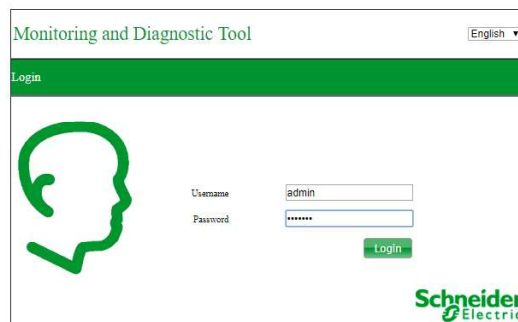 Monitoring and Diagnostic Tool
English
Login
Username
admin
Password
•••••••
Login
Schneider
Electric